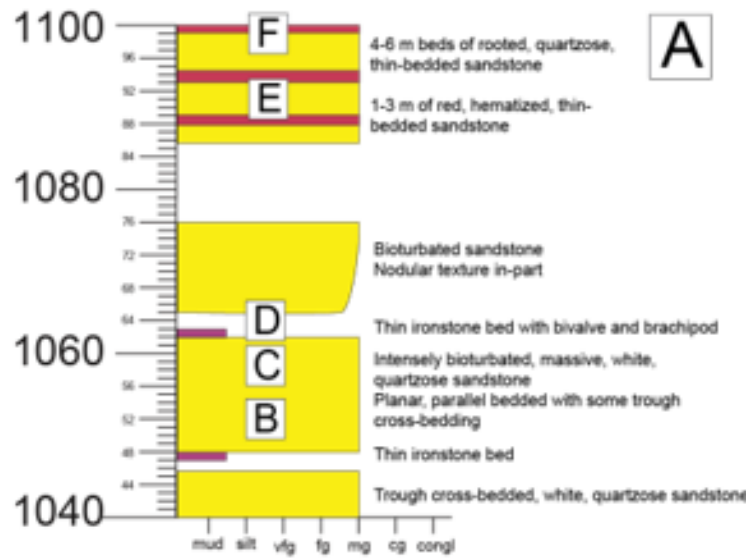 1100
F
A
4-6 m beds of rooted, quartzose,
thin-bedded sandstone
96
92
E
1-3 m of red, hematized, thin-
bedded sandstone
88
84
1080
76
Bioturbated sandstone
Nodular texture in-part
72
68
64
D
Thin ironstone bed with bivalve and brachipod
1060
C
Intensely bioturbated, massive, white,
quartzose sandstone
56
Planar, parallel bedded with some trough
cross-bedding
52
B
48
Thin ironstone bed
44
Trough cross-bedded, white, quartzose sandstone
1040
mud silt vfg fg mg cg congl